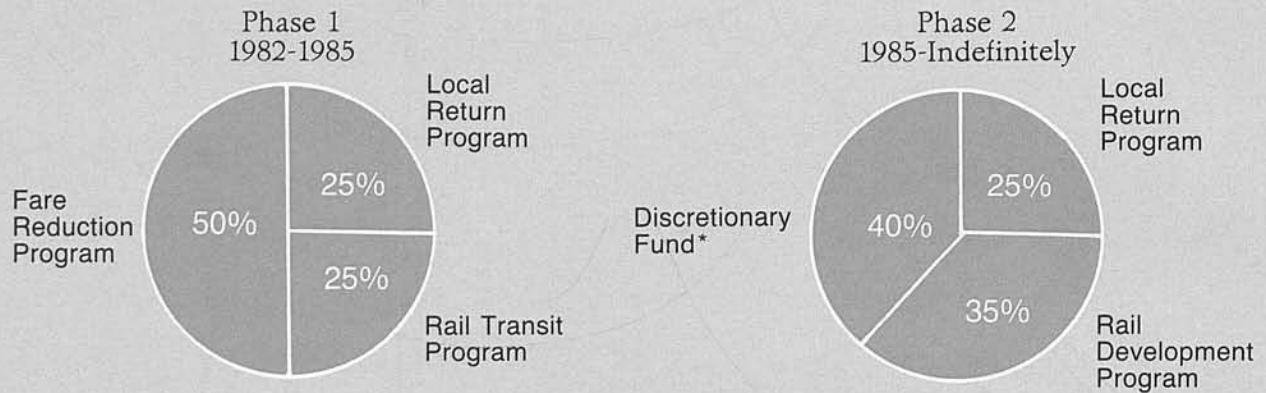 Phase 1
1982-1985
Local
Return
Program
25%
Fare
Reduction
Program
50%
25%
Rail Transit
Program
Phase 2
1985-Indefinitely
Local
Return
Program
25%
Discretionary
Fund*
40%
35%
Rail
Development
Program